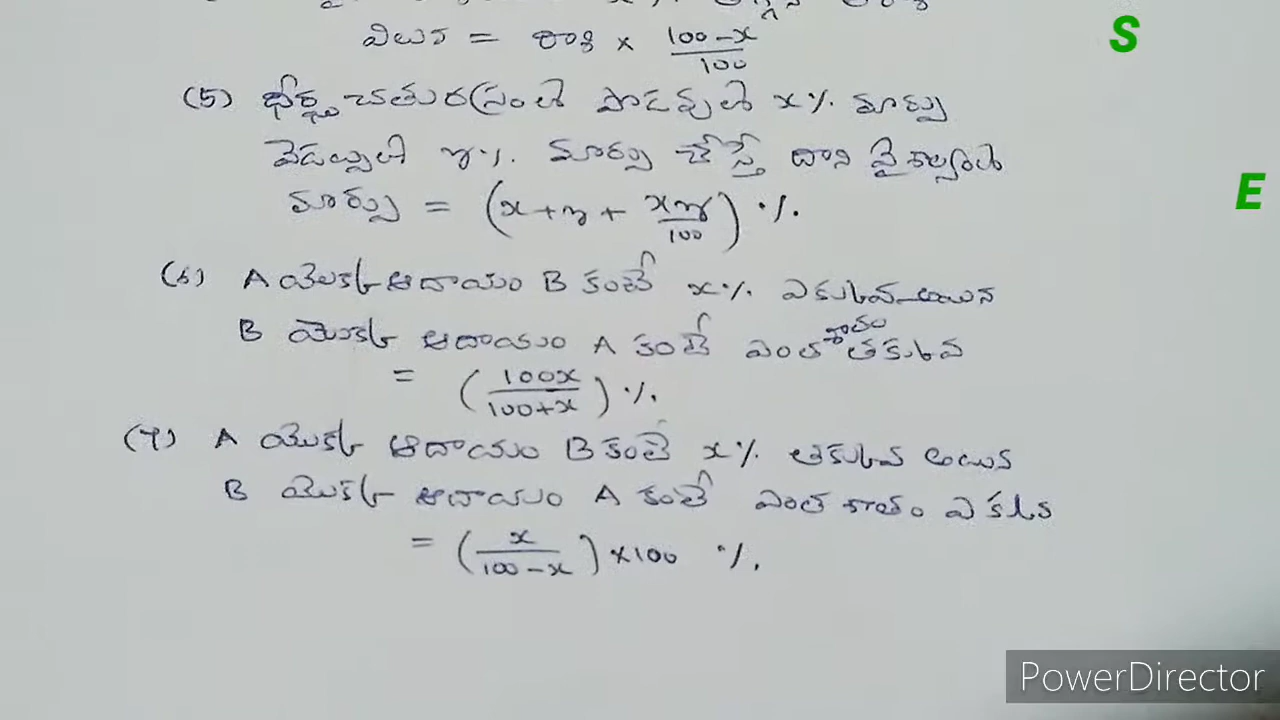 విలువ = రాశి × (100-x)/100
S
(5) దీర్ఘచతురస్రంలో పొడవులో x% మార్పు
వెడల్పులో y% మార్పు చేస్తే దాని వైశాల్యంలో
మార్పు = (x+y+ xy/100) %
E
(6) A యొక్క ఆదాయం B కంటే x% ఎక్కువ అయిన
B యొక్క ఆదాయం A కంటే ఎంత శాతం తక్కువ
= (100x/100+x) %.
(7) A యొక్క ఆదాయం B కంటే x% తక్కువ అయిన
B యొక్క ఆదాయం A కంటే ఎంత శాతం ఎక్కువ
= (x/100-x) ×100 %.
PowerDirector